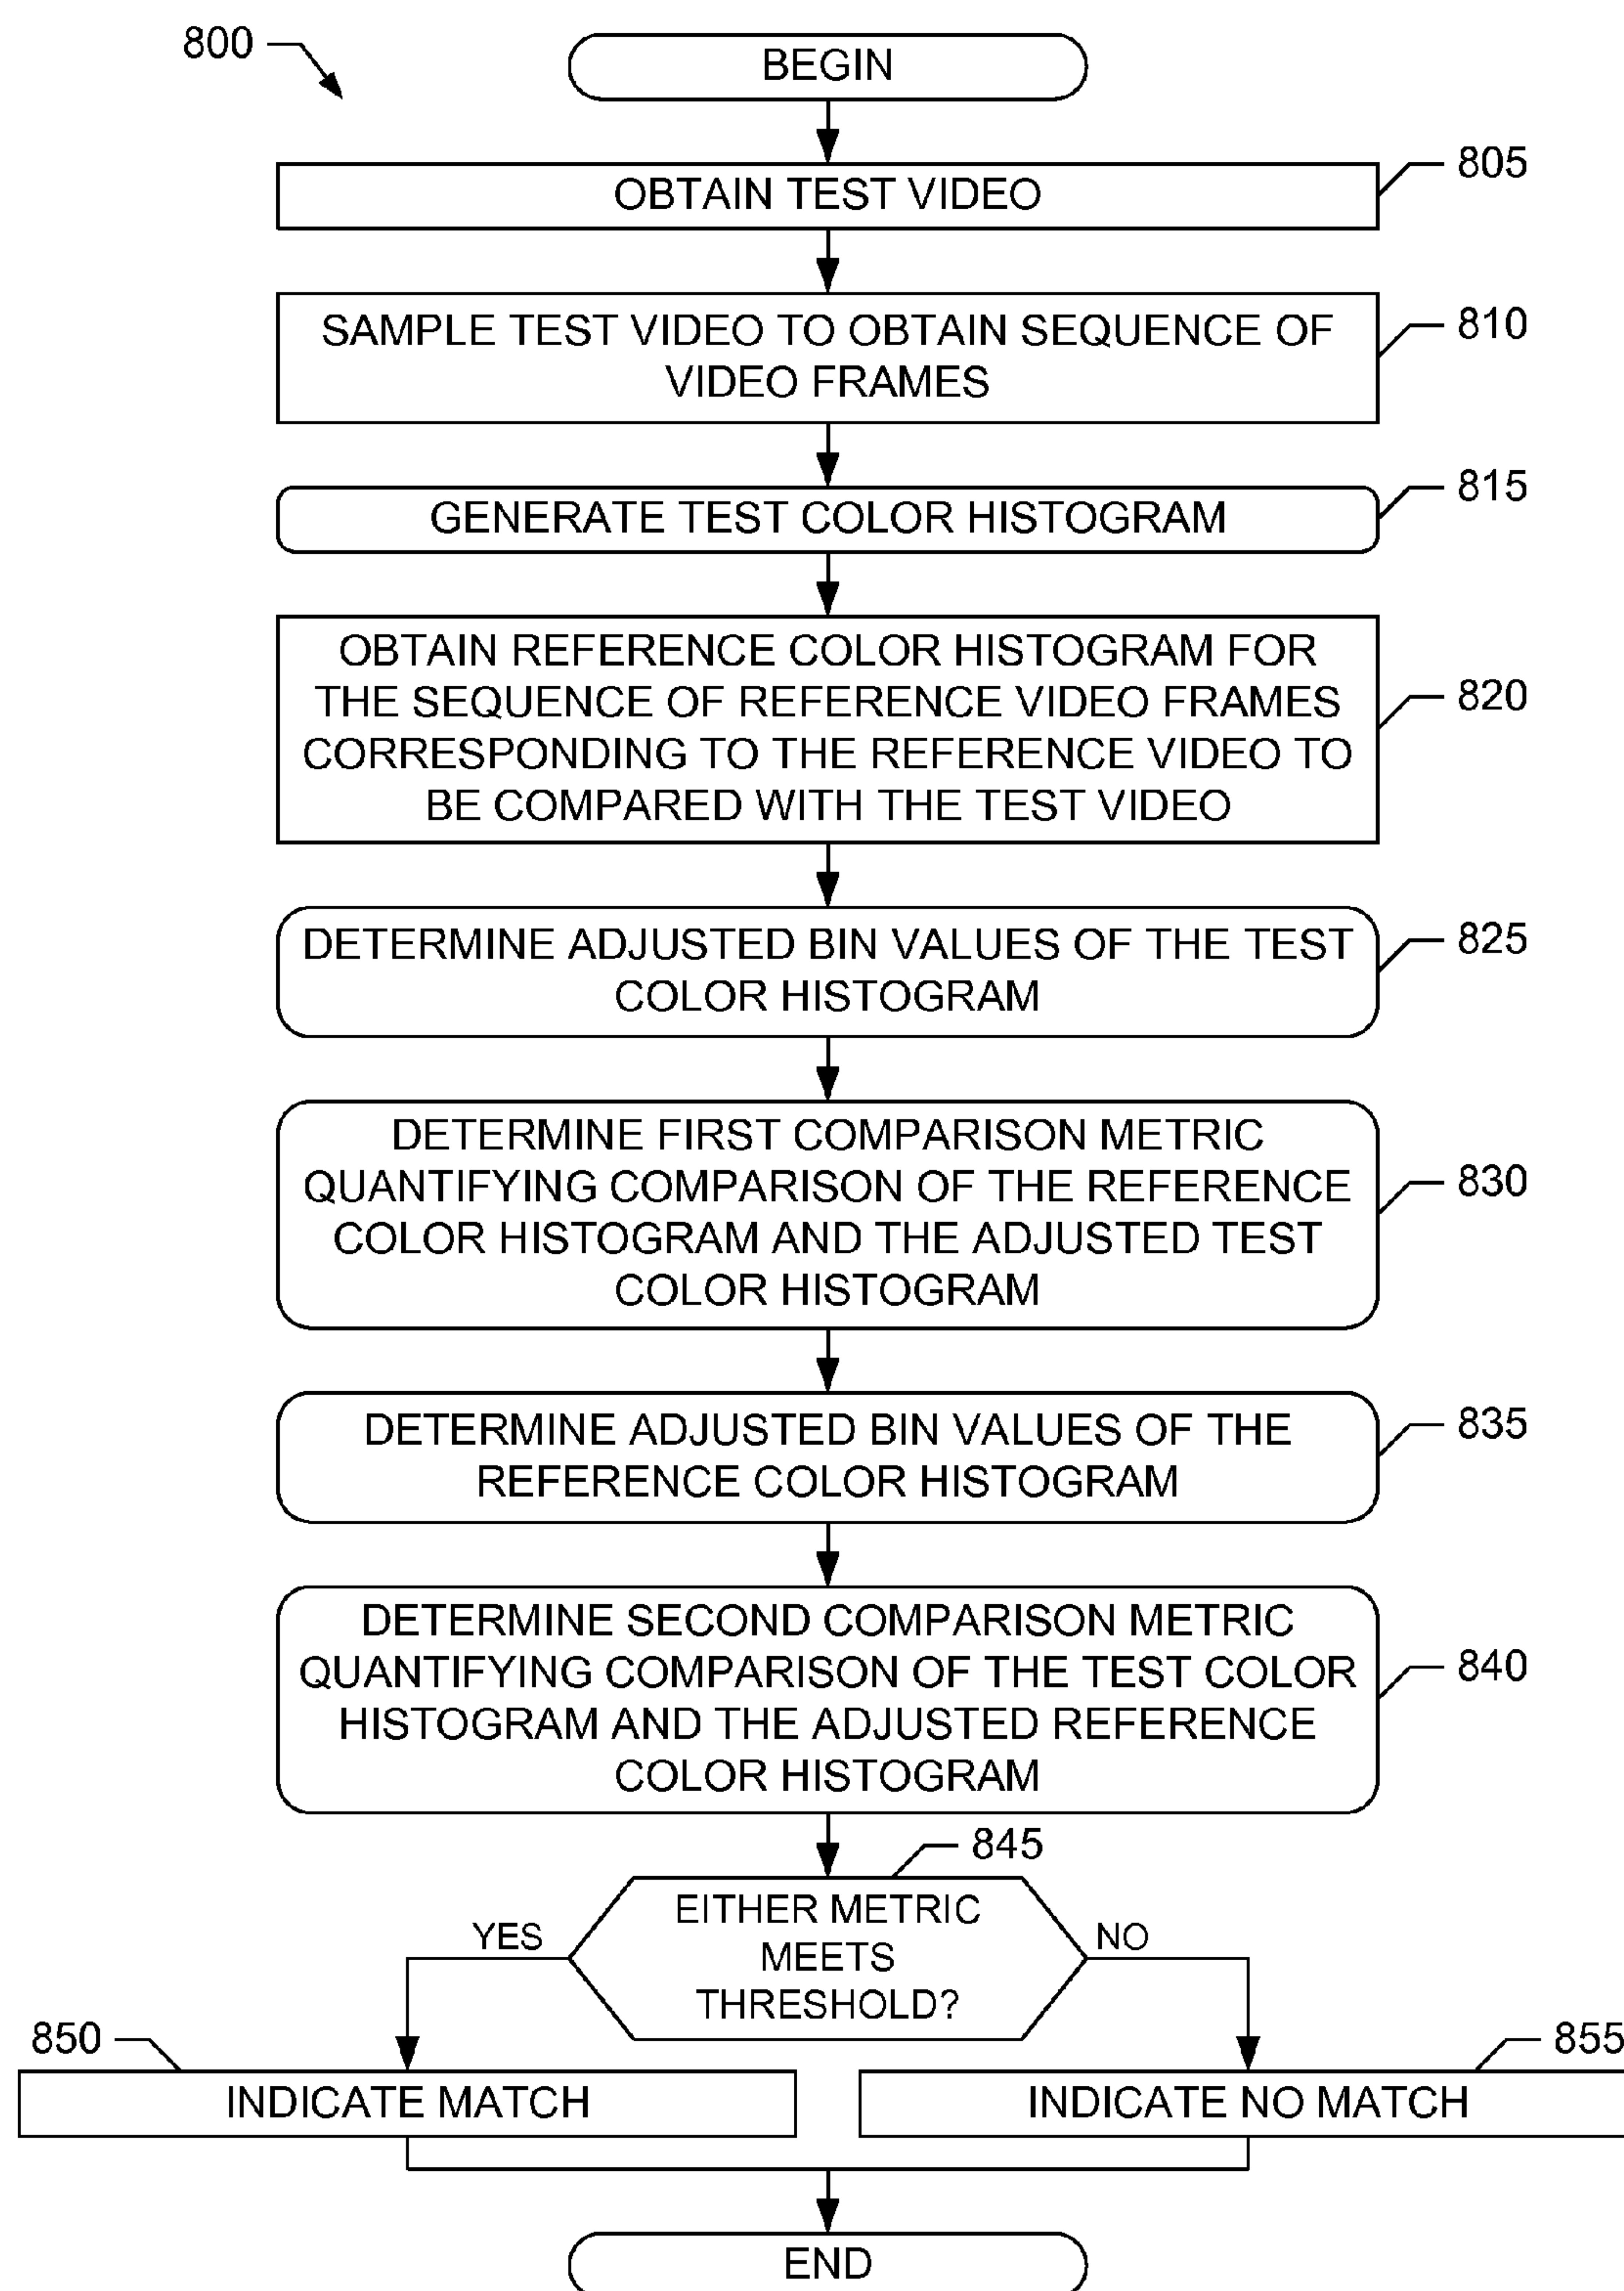 800
BEGIN
805
OBTAIN TEST VIDEO
810
SAMPLE TEST VIDEO TO OBTAIN SEQUENCE OF
VIDEO FRAMES
815
GENERATE TEST COLOR HISTOGRAM
OBTAIN REFERENCE COLOR HISTOGRAM FOR
THE SEQUENCE OF REFERENCE VIDEO FRAMES
820
CORRESPONDING TO THE REFERENCE VIDEO TO
BE COMPARED WITH THE TEST VIDEO
825
DETERMINE ADJUSTED BIN VALUES OF THE TEST
COLOR HISTOGRAM
DETERMINE FIRST COMPARISON METRIC
QUANTIFYING COMPARISON OF THE REFERENCE
830
COLOR HISTOGRAM AND THE ADJUSTED TEST
COLOR HISTOGRAM
835
DETERMINE ADJUSTED BIN VALUES OF THE
REFERENCE COLOR HISTOGRAM
DETERMINE SECOND COMPARISON METRIC
QUANTIFYING COMPARISON OF THE TEST COLOR
840
HISTOGRAM AND THE ADJUSTED REFERENCE
COLOR HISTOGRAM
845
EITHER METRIC
MEETS
THRESHOLD?
YES
NO
850
INDICATE MATCH
855
INDICATE NO MATCH
END